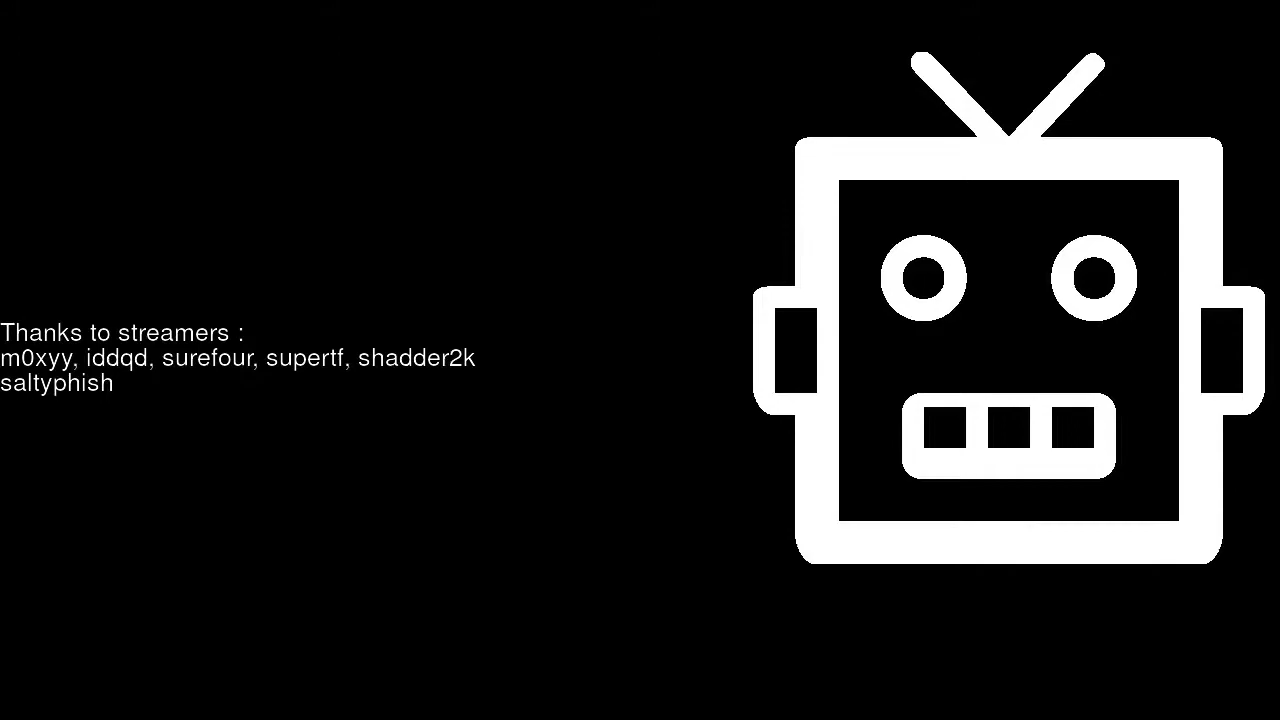 Thanks to streamers :
m0xyy, iddqd, surefour, supertf, shadder2k
saltyphish